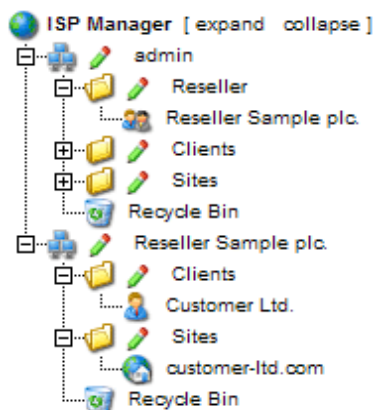 ISP Manager [ expand collapse ]
admin
Reseller
Reseller Sample plc.
Clients
Sites
Recycle Bin
Reseller Sample plc.
Clients
Customer Ltd.
Sites
customer-ltd.com
Recycle Bin